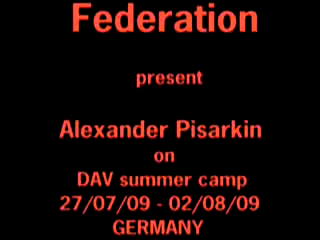 Federation
present
Alexander Pisarkin
on
DAV summer camp
27/07/09 - 02/08/09
GERMANY